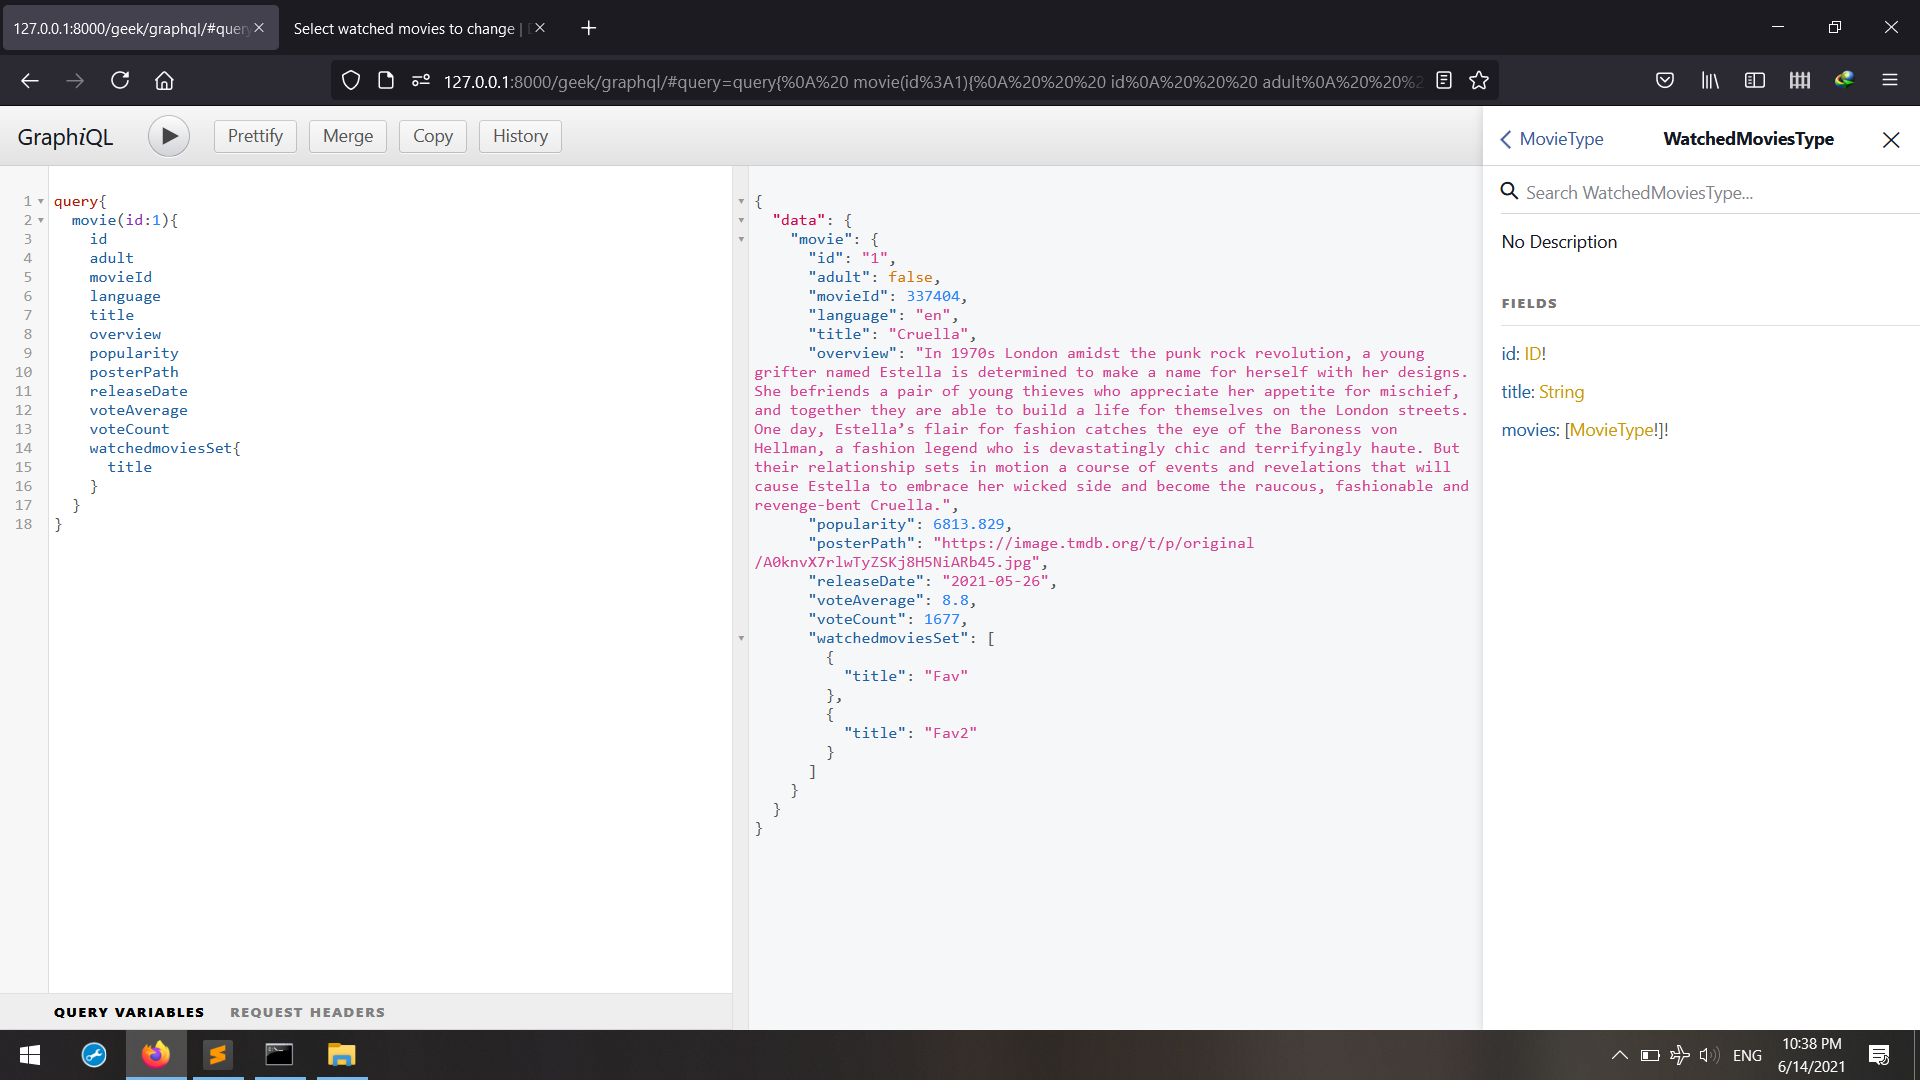 127.0.0.1:8000/geek/graphql/#query
Select watched movies to change |
127.0.0.1:8000/geek/graphql/#query=query{%0A%20 movie(id%3A1){%0A%20%20%20 id%0A%20%20%20 adult%0A%20%20%2
GraphiQL
Prettify
Merge
Copy
History
MovieType
WatchedMoviesType
Search WatchedMoviesType...
No Description
FIELDS
id: ID!
title: String
movies: [MovieType!]!
1 query{
2 movie(id:1){
3 id
4 adult
5 movieId
6 language
7 title
8 overview
9 popularity
10 posterPath
11 releaseDate
12 voteAverage
13 voteCount
14 watchedmoviesSet{
15 title
16 }
17 }
18 }
{
"data": {
"movie": {
"id": "1",
"adult": false,
"movieId": 337404,
"language": "en",
"title": "Cruella",
"overview": "In 1970s London amidst the punk rock revolution, a young
grifter named Estella is determined to make a name for herself with her designs.
She befriends a pair of young thieves who appreciate her appetite for mischief,
and together they are able to build a life for themselves on the London streets.
One day, Estella’s flair for fashion catches the eye of the Baroness von
Hellman, a fashion legend who is devastatingly chic and terrifyingly haute. But
their relationship sets in motion a course of events and revelations that will
cause Estella to embrace her wicked side and become the raucous, fashionable and
revenge-bent Cruella.",
"popularity": 6813.829,
"posterPath": "https://image.tmdb.org/t/p/original
/A0knvX7rlwTyZSKj8H5NiARb45.jpg",
"releaseDate": "2021-05-26",
"voteAverage": 8.8,
"voteCount": 1677,
"watchedmoviesSet": [
{
"title": "Fav"
},
{
"title": "Fav2"
}
]
}
}
}
QUERY VARIABLES
REQUEST HEADERS
ENG
10:38 PM
6/14/2021